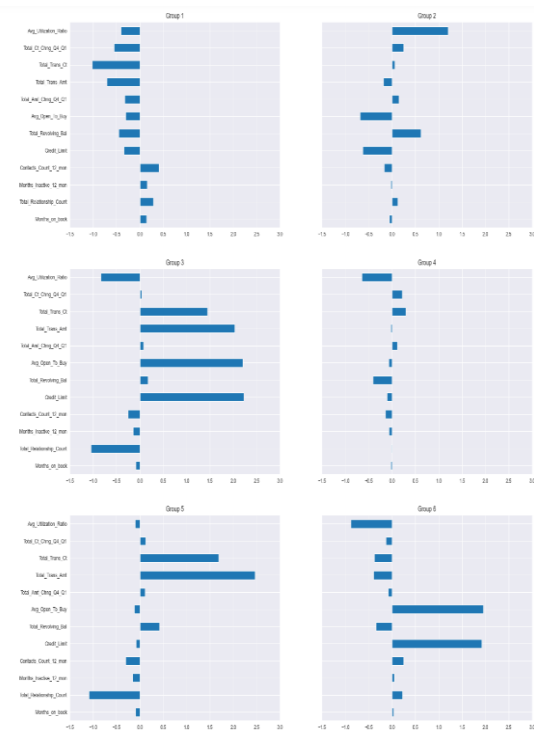 Group 1
Avg_Utilization_Ratio
Total_Ct_Chng_Q4_Q1
Total_Trans_Ct
Total_Trans_Amt
Total_Amt_Chng_Q4_Q1
Avg_Open_To_Buy
Total_Revolving_Bal
Credit_Limit
Contacts_Count_12_mon
Months_Inactive_12_mon
Total_Relationship_Count
Months_on_book
-1.5 -1.0 -0.5 0.0 0.5 1.0 1.5 2.0 2.5 3.0
Group 2
-1.5 -1.0 -0.5 0.0 0.5 1.0 1.5 2.0 2.5 3.0
Group 3
Avg_Utilization_Ratio
Total_Ct_Chng_Q4_Q1
Total_Trans_Ct
Total_Trans_Amt
Total_Amt_Chng_Q4_Q1
Avg_Open_To_Buy
Total_Revolving_Bal
Credit_Limit
Contacts_Count_12_mon
Months_Inactive_12_mon
Total_Relationship_Count
Months_on_book
-1.5 -1.0 -0.5 0.0 0.5 1.0 1.5 2.0 2.5 3.0
Group 4
-1.5 -1.0 -0.5 0.0 0.5 1.0 1.5 2.0 2.5 3.0
Group 5
Avg_Utilization_Ratio
Total_Ct_Chng_Q4_Q1
Total_Trans_Ct
Total_Trans_Amt
Total_Amt_Chng_Q4_Q1
Avg_Open_To_Buy
Total_Revolving_Bal
Credit_Limit
Contacts_Count_12_mon
Months_Inactive_12_mon
Total_Relationship_Count
Months_on_book
-1.5 -1.0 -0.5 0.0 0.5 1.0 1.5 2.0 2.5 3.0
Group 6
-1.5 -1.0 -0.5 0.0 0.5 1.0 1.5 2.0 2.5 3.0